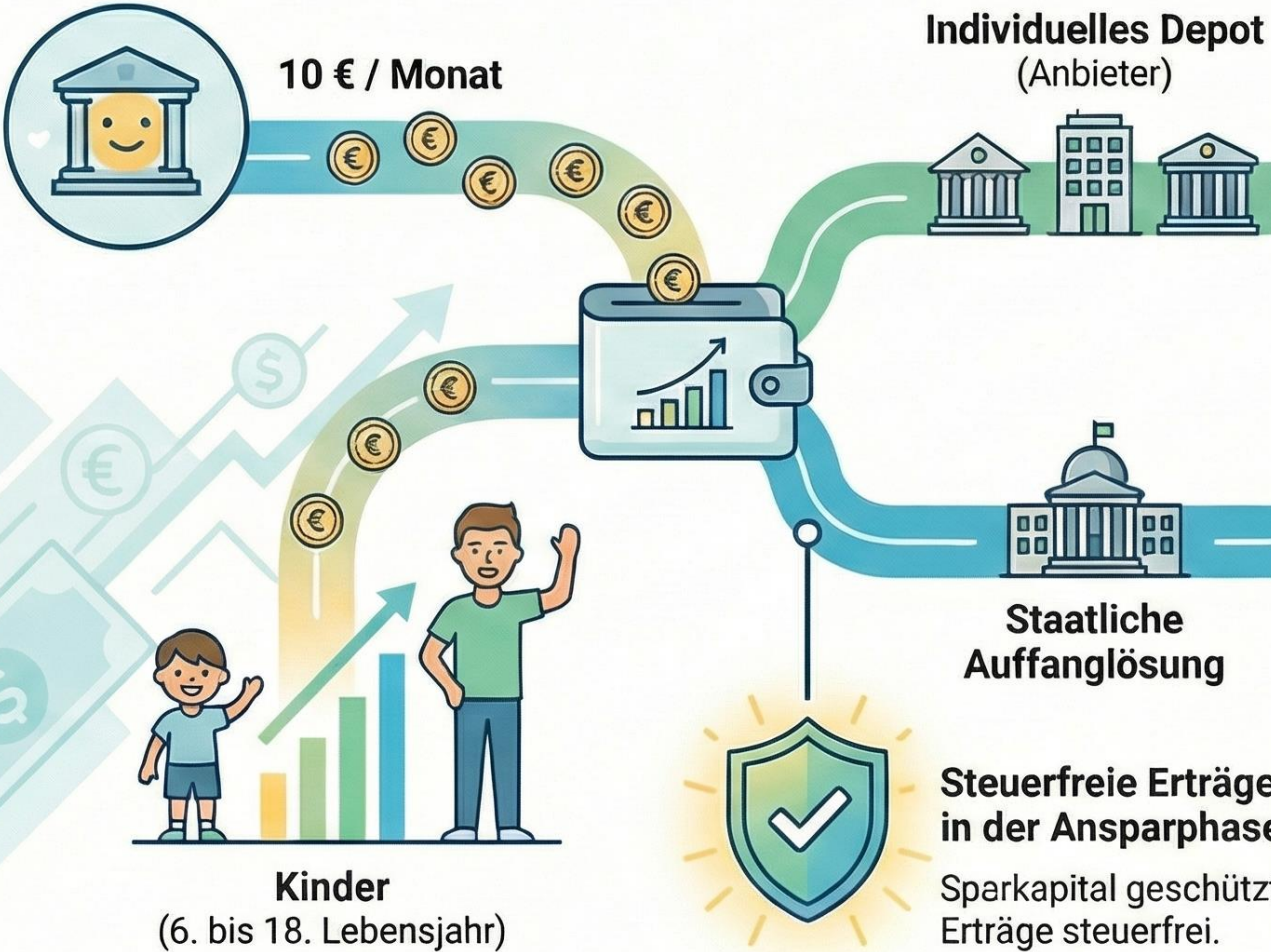 10 € / Monat
Individuelles Depot
(Anbieter)
Staatliche
Auffanglösung
Steuerfreie Erträge
in der Ansparphase
Sparkapital geschützt
Erträge steuerfrei.
Kinder
(6. bis 18. Lebensjahr)